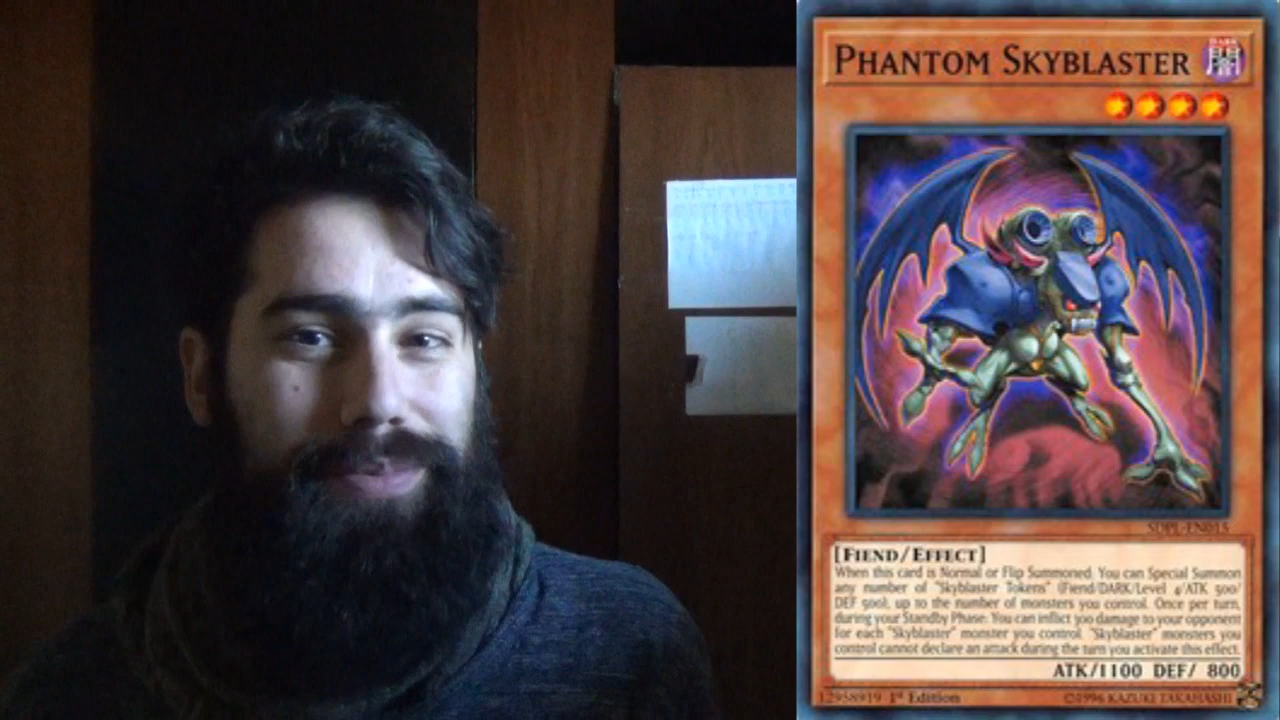 PHANTOM SKYBLASTER
DARK
SDPL-EN015
[FIEND/EFFECT]
When this card is Normal or Flip Summoned: You can Special Summon
any number of "Skyblaster Tokens" (Fiend/DARK/Level 4/ATK 500/
DEF 500), up to the number of monsters you control. Once per turn,
during your Standby Phase: You can inflict 300 damage to your opponent
for each "Skyblaster" monster you control. "Skyblaster" monsters you
control cannot declare an attack during the turn you activate this effect.
ATK/1100 DEF/ 800
12958919 1st Edition
©1996 KAZUKI TAKAHASHI